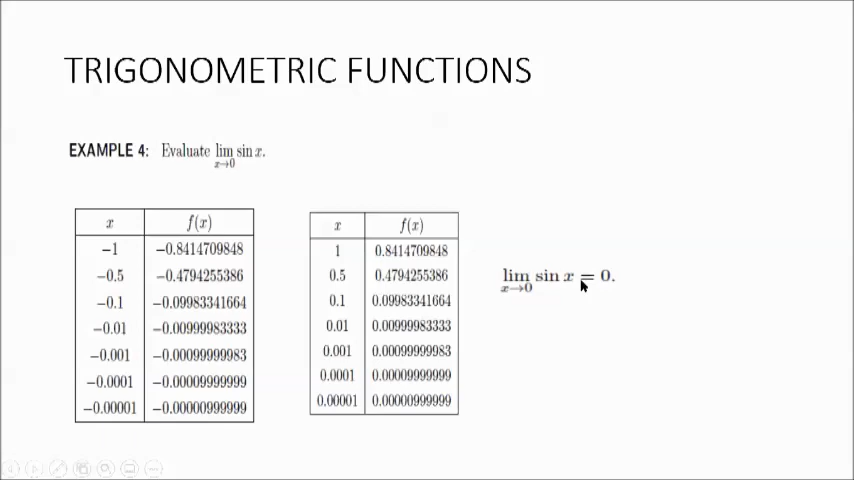 TRIGONOMETRIC FUNCTIONS
EXAMPLE 4: Evaluate lim sin x.
x→0
x f(x)
−1 −0.8414709848
−0.5 −0.4794255386
−0.1 −0.09983341664
−0.01 −0.00999983333
−0.001 −0.00099999983
−0.0001 −0.00009999999
−0.00001 −0.00000999999
x f(x)
1 0.8414709848
0.5 0.4794255386
0.1 0.09983341664
0.01 0.00999983333
0.001 0.00099999983
0.0001 0.00009999999
0.00001 0.00000999999
lim sin x = 0.
x→0